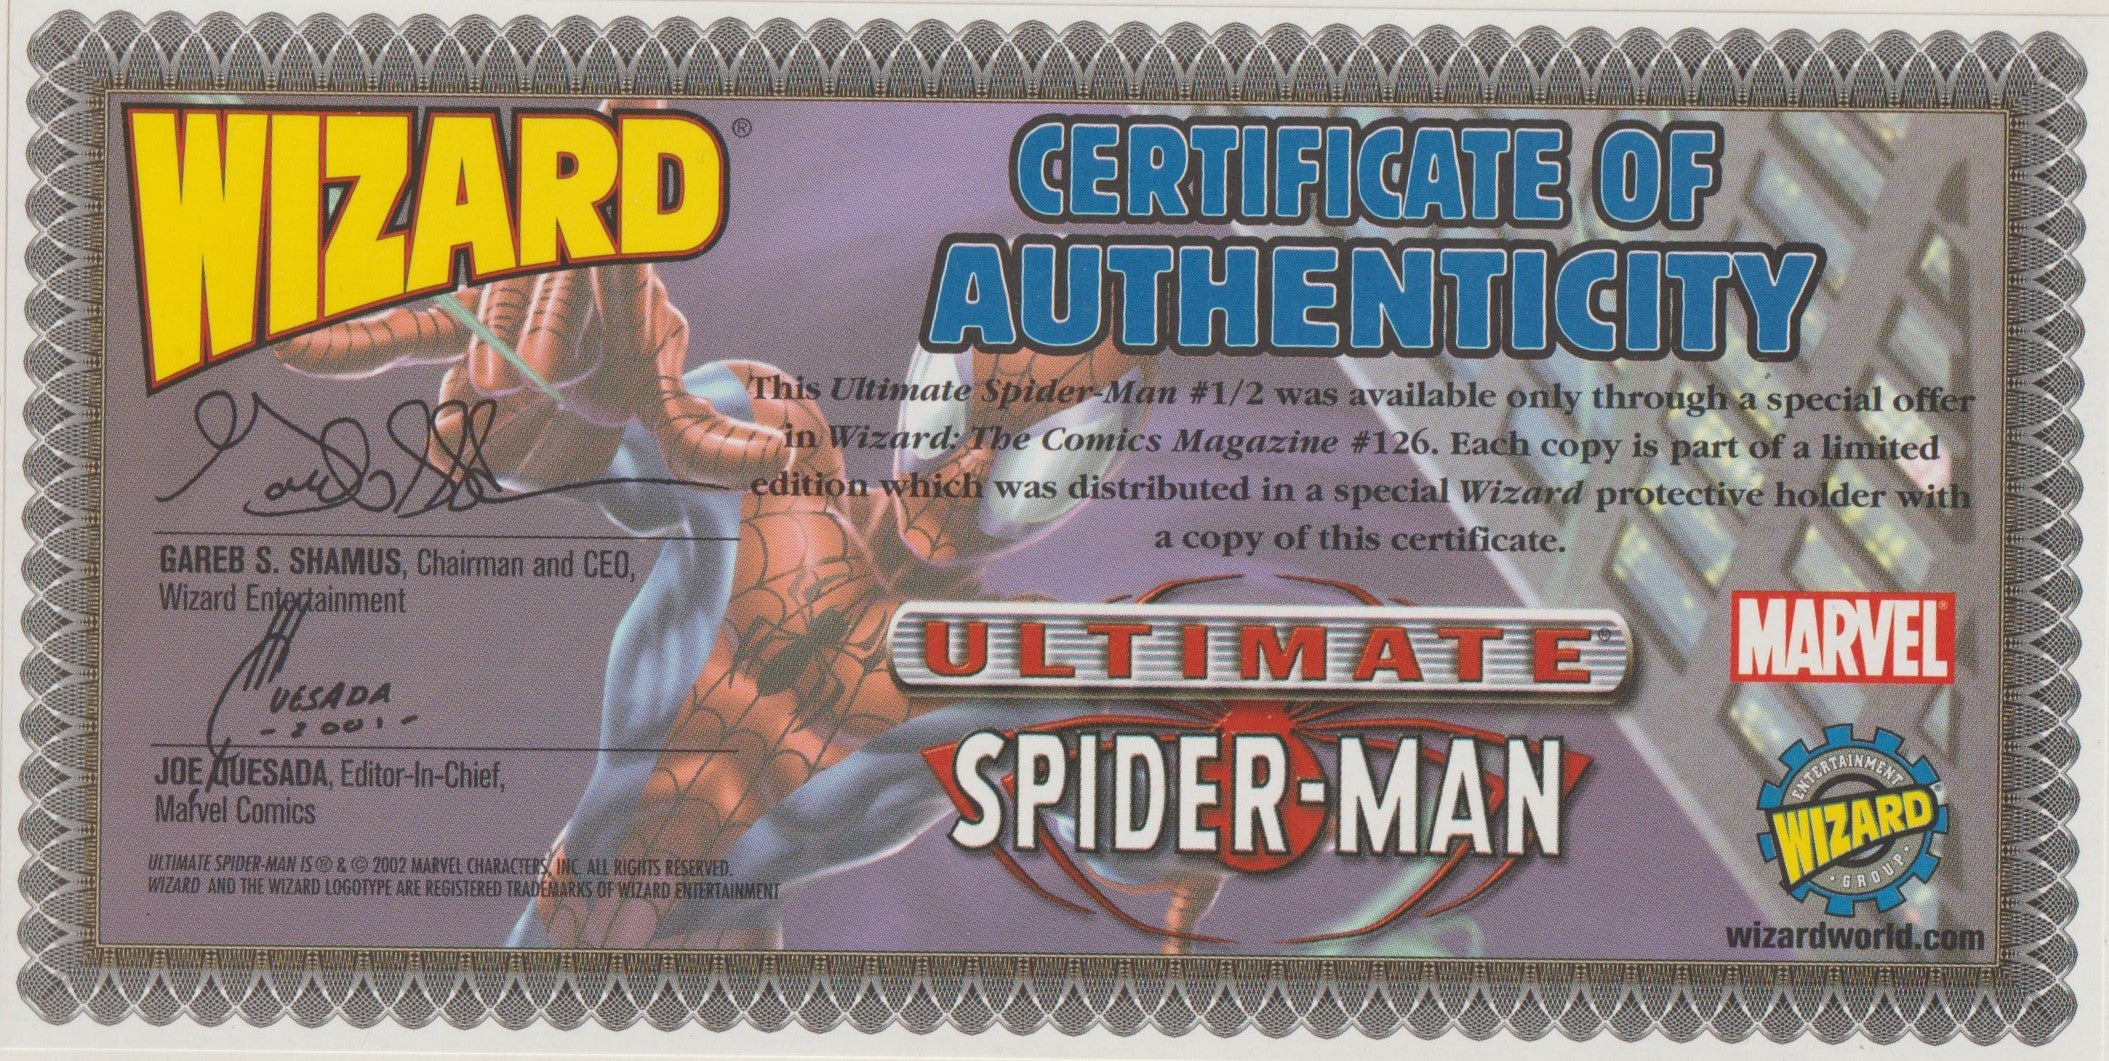 WIZARD®
CERTIFICATE OF
AUTHENTICITY
This Ultimate Spider-Man #1/2 was available only through a special offer
in Wizard: The Comics Magazine #126. Each copy is part of a limited
edition which was distributed in a special Wizard protective holder with
a copy of this certificate.
GAREB S. SHAMUS, Chairman and CEO,
Wizard Entertainment
QUESADA
-2001-
JOE QUESADA, Editor-In-Chief,
Marvel Comics
ULTIMATE SPIDER-MAN IS ® & © 2002 MARVEL CHARACTERS, INC. ALL RIGHTS RESERVED.
WIZARD AND THE WIZARD LOGOTYPE ARE REGISTERED TRADEMARKS OF WIZARD ENTERTAINMENT
ULTIMATE®
SPIDER-MAN
MARVEL®
ENTERTAINMENT
WIZARD®
• GROUP •
wizardworld.com